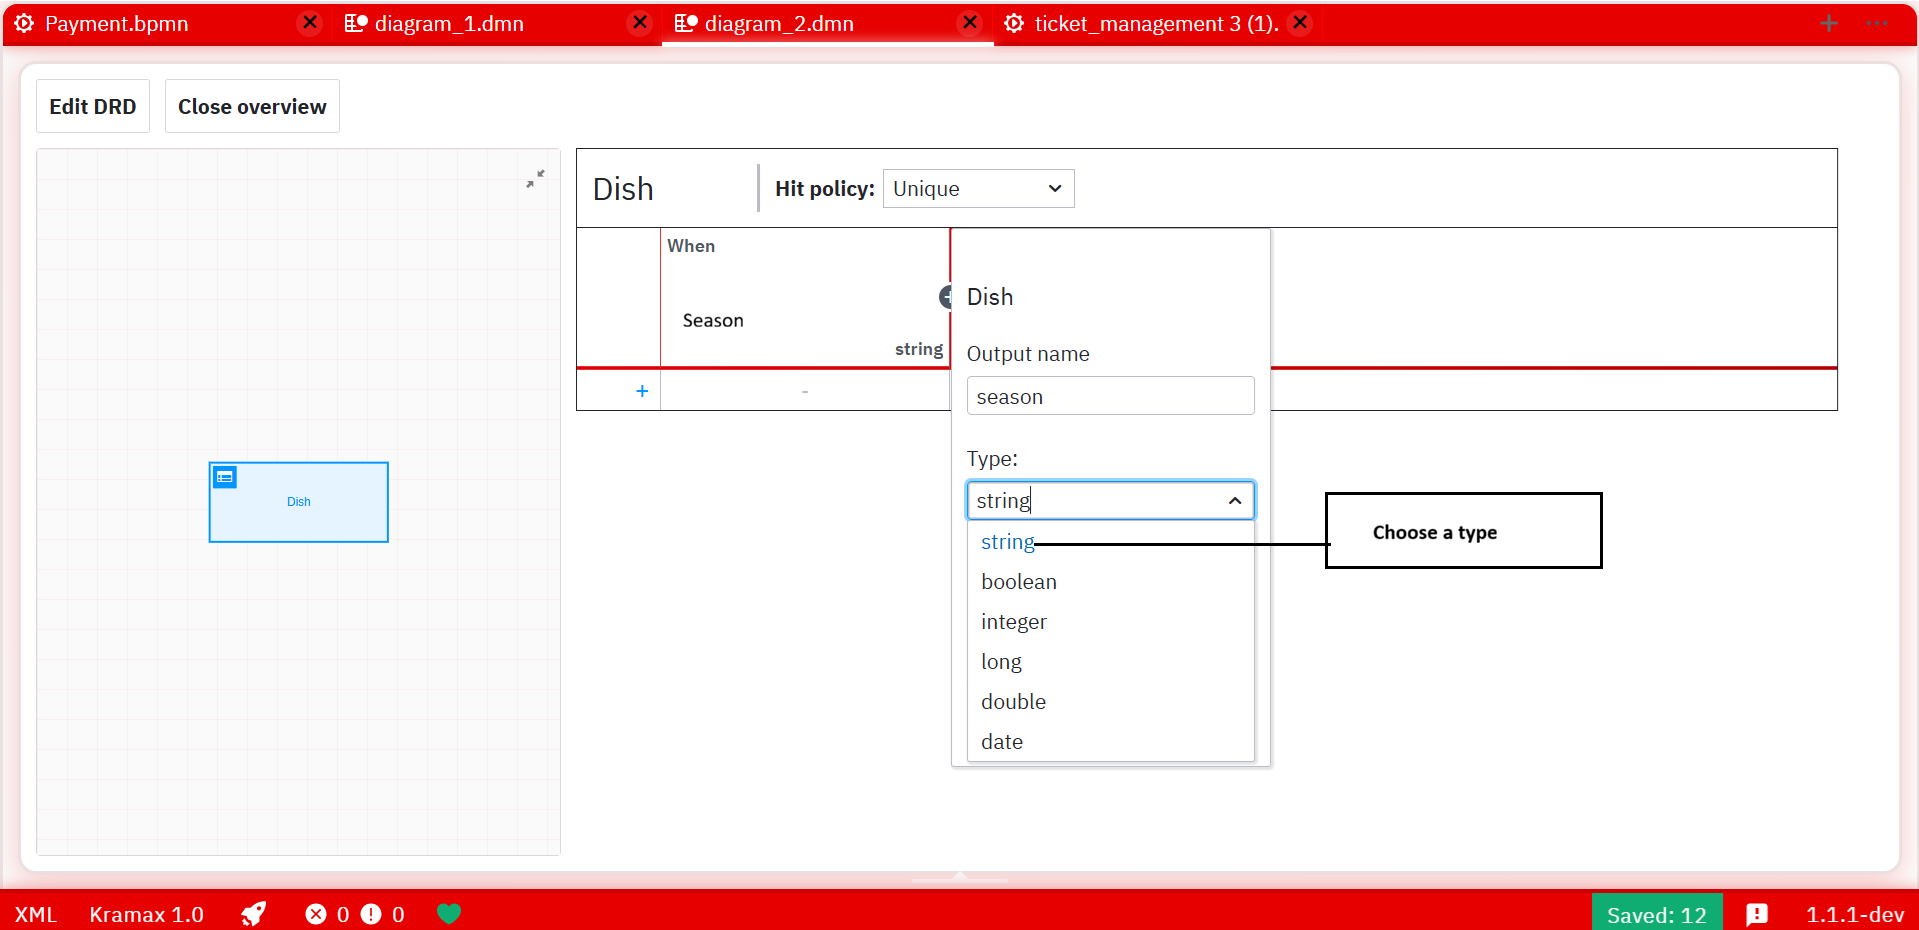 Payment.bpmn
diagram_1.dmn
diagram_2.dmn
ticket_management 3 (1).
Edit DRD
Close overview
Dish
Dish
Hit policy:
Unique
When
Season
string
+
-
Dish
Output name
season
Type:
string
string
boolean
integer
long
double
date
Choose a type
XML
Kramax 1.0
0
0
Saved: 12
1.1.1-dev